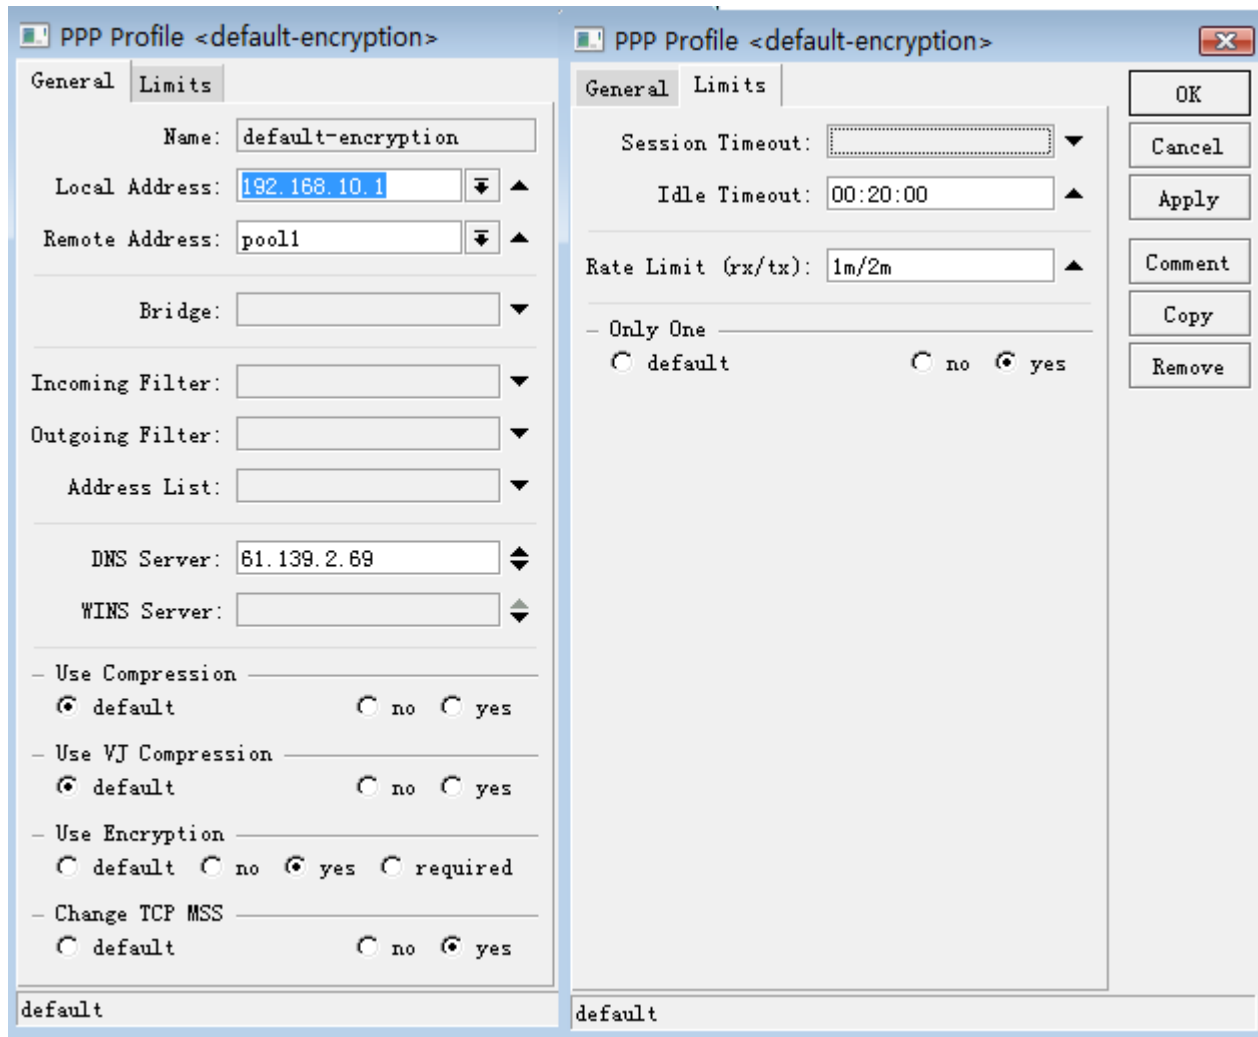 PPP Profile <default-encryption>
General Limits
Name: default-encryption
Local Address: 192.168.10.1
Remote Address: pool1
Bridge:
Incoming Filter:
Outgoing Filter:
Address List:
DNS Server: 61.139.2.69
WINS Server:
Use Compression
default no yes
Use VJ Compression
default no yes
Use Encryption
default no yes required
Change TCP MSS
default no yes
default
PPP Profile <default-encryption>
General Limits
Session Timeout:
Idle Timeout: 00:20:00
Rate Limit (rx/tx): 1m/2m
Only One
default no yes
OK
Cancel
Apply
Comment
Copy
Remove
default